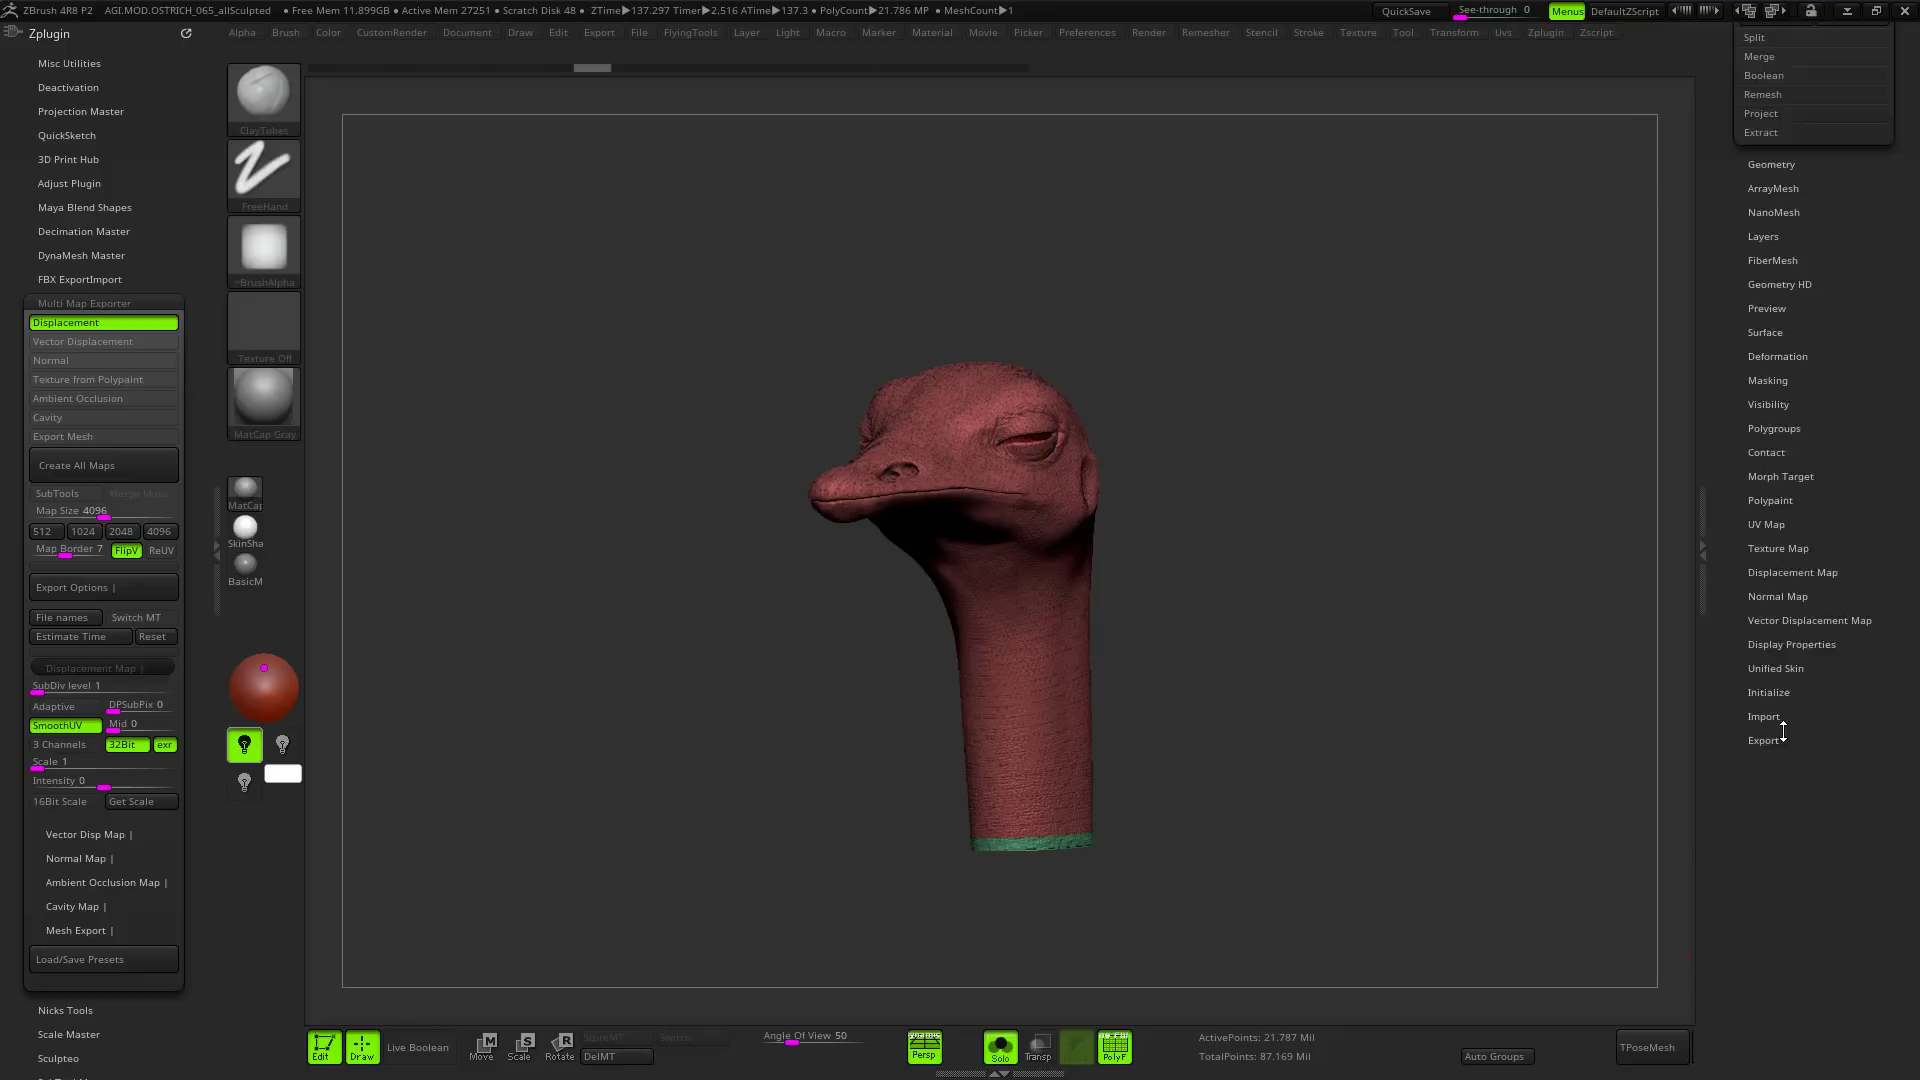 ZBrush 4R8 P2 AGI.MOD.OSTRICH_065_allSculpted • Free Mem 11.899GB • Active Mem 27251 • Scratch Disk 48 • ZTime▶137.297 Timer▶2.516 ATime▶137.3 • PolyCount▶21.786 MP • MeshCount▶1 QuickSave See-through 0 Menus DefaultZScript
Zplugin Alpha Brush Color CustomRender Document Draw Edit Export File FlyingTools Layer Light Macro Marker Material Movie Picker Preferences Render Remesher Stencil Stroke Texture Tool Transform Uvs Zplugin Zscript
Misc Utilities
Deactivation
Projection Master
QuickSketch
3D Print Hub
Adjust Plugin
Maya Blend Shapes
Decimation Master
DynaMesh Master
FBX ExportImport
Multi Map Exporter
Displacement
Vector Displacement
Normal
Texture from Polypaint
Ambient Occlusion
Cavity
Export Mesh
Create All Maps
SubTools Merge Maps
Map Size 4096
512 1024 2048 4096
Map Border 7 FlipV ReUV
Export Options |
File names Switch MT
Estimate Time Reset
Displacement Map |
SubDiv level 1
Adaptive DPSubPix 0
SmoothUV Mid 0
3 Channels 32Bit exr
Scale 1
Intensity 0
16Bit Scale Get Scale
Vector Disp Map |
Normal Map |
Ambient Occlusion Map |
Cavity Map |
Mesh Export |
Load/Save Presets
Nicks Tools
Scale Master
Sculpteo
ClayTubes
FreeHand
~BrushAlpha
Texture Off
MatCap Gray
MatCap
SkinSha
BasicM
Split
Merge
Boolean
Remesh
Project
Extract
Geometry
ArrayMesh
NanoMesh
Layers
FiberMesh
Geometry HD
Preview
Surface
Deformation
Masking
Visibility
Polygroups
Contact
Morph Target
Polypaint
UV Map
Texture Map
Displacement Map
Normal Map
Vector Displacement Map
Display Properties
Unified Skin
Initialize
Import
Export
Edit Draw Live Boolean Move Scale Rotate StoreMT Switch
DelMT
Angle Of View 50
Dynamic
Persp Solo Transp PolyF
ActivePoints: 21.787 Mil
TotalPoints: 87.169 Mil
Auto Groups
TPoseMesh